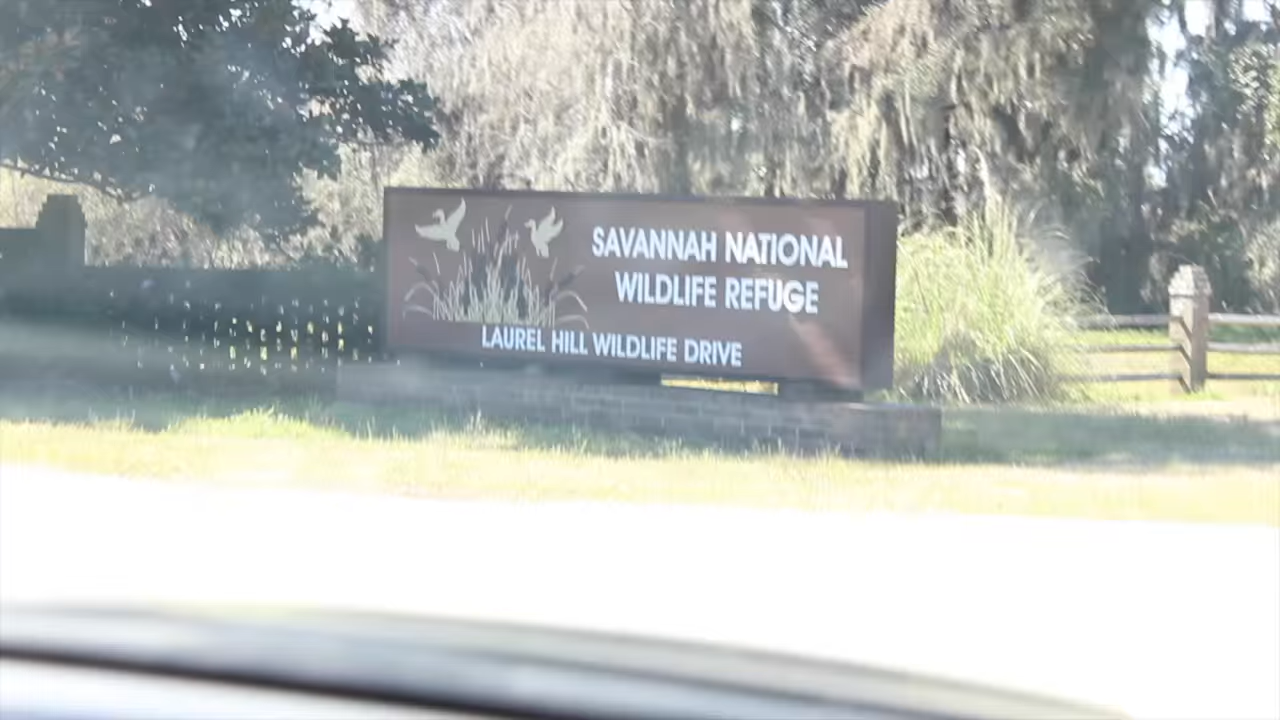 SAVANNAH NATIONAL
WILDLIFE REFUGE
LAUREL HILL WILDLIFE DRIVE